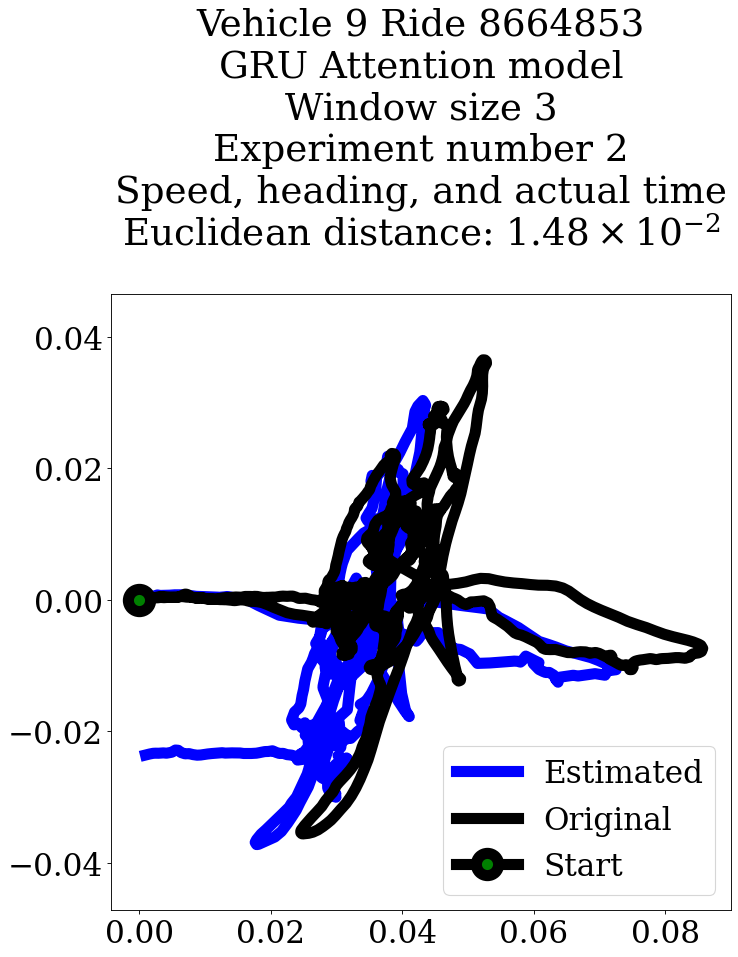 Vehicle 9 Ride 8664853
GRU Attention model
Window size 3
Experiment number 2
Speed, heading, and actual time
Euclidean distance: 1.48 × 10⁻²
0.04
0.02
0.00
−0.02
−0.04
Estimated
Original
Start
0.00 0.02 0.04 0.06 0.08